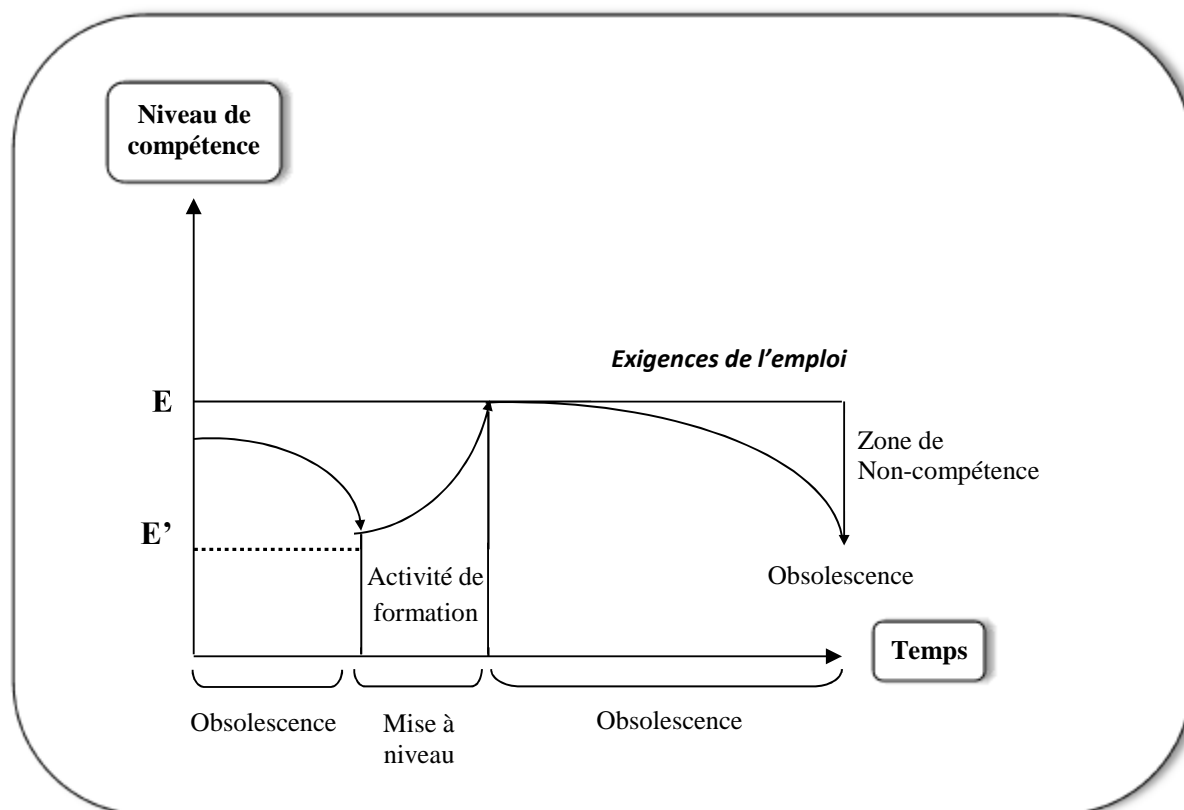 Niveau de
compétence
Exigences de l’emploi
E
Zone de
Non-compétence
E’
Activité de
formation
Obsolescence
Temps
Obsolescence
Mise à
niveau
Obsolescence